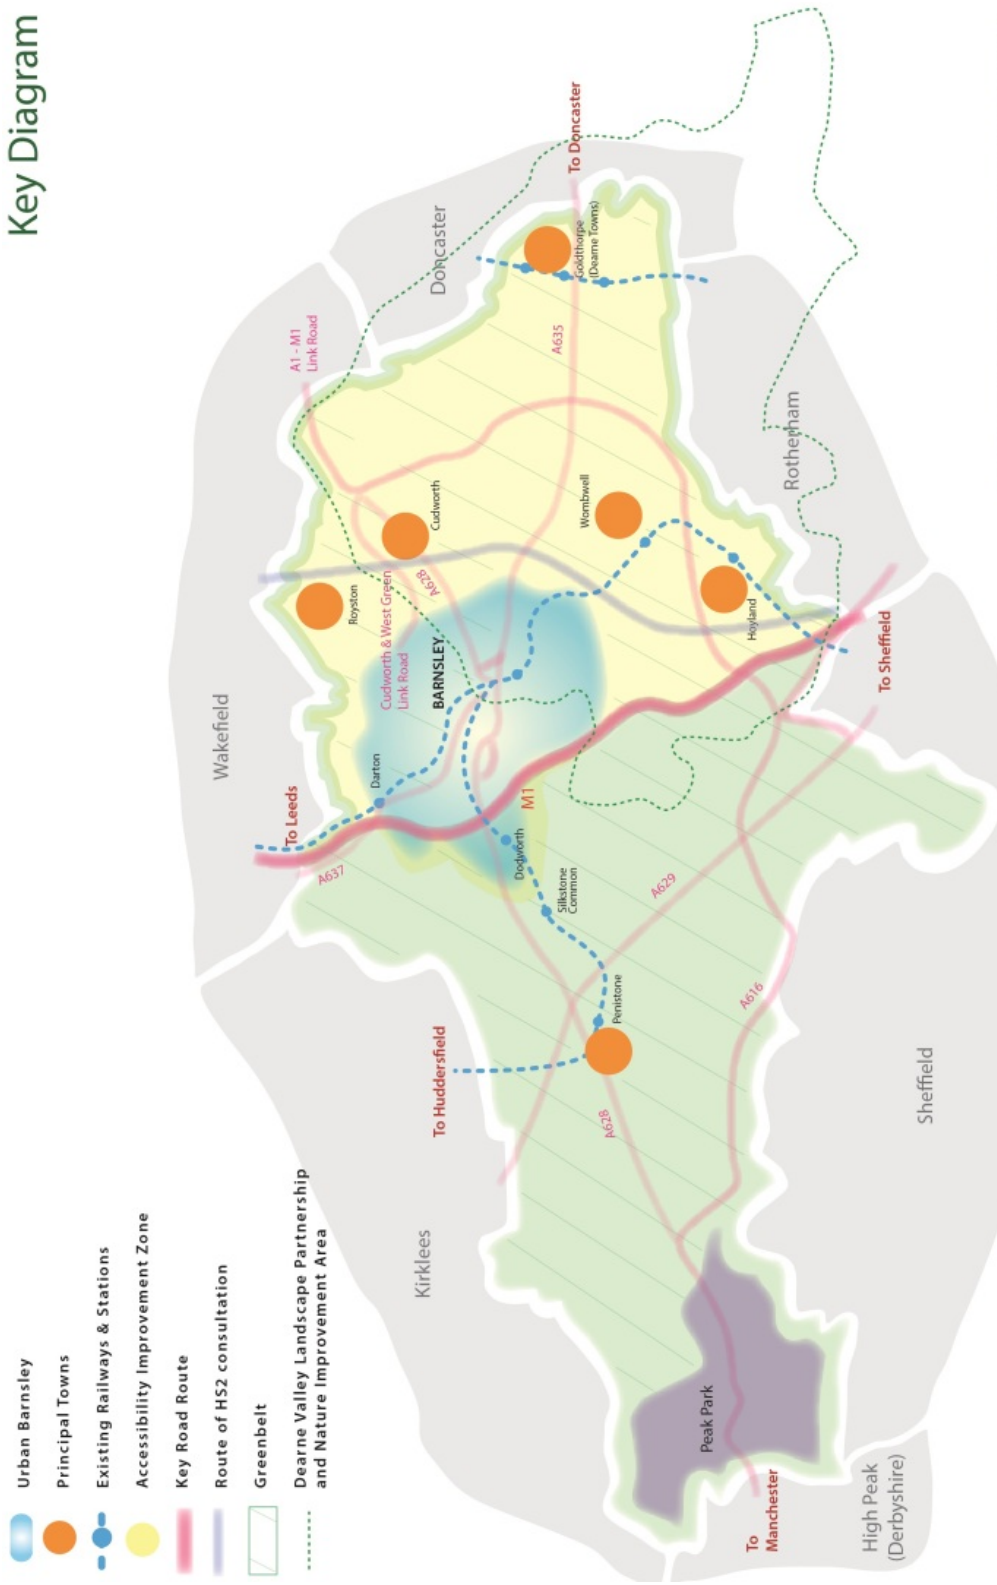 Key Diagram
Urban Barnsley
Principal Towns
Existing Railways & Stations
Accessibility Improvement Zone
Key Road Route
Route of HS2 consultation
Greenbelt
Dearne Valley Landscape Partnership
and Nature Improvement Area
Wakefield
Doncaster
Kirklees
Rotherham
Sheffield
High Peak
(Derbyshire)
To Leeds
To Doncaster
To Huddersfield
To Sheffield
To
Manchester
A1 - M1
Link Road
Royston
Cudworth
Cudworth & West Green
Link Road
A628
BARNSLEY
Darton
A637
M1
Dodworth
Silkstone
Common
A635
Goldthorpe
(Dearne Towns)
Wombwell
Hoyland
A629
A616
Penistone
A628
Peak Park